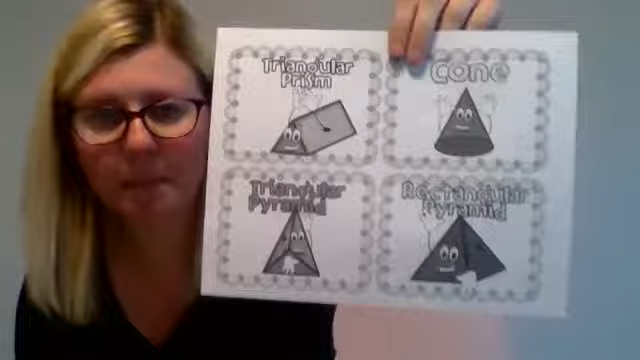 Triangular
Prism
Cone
Triangular
Pyramid
Rectangular
Pyramid